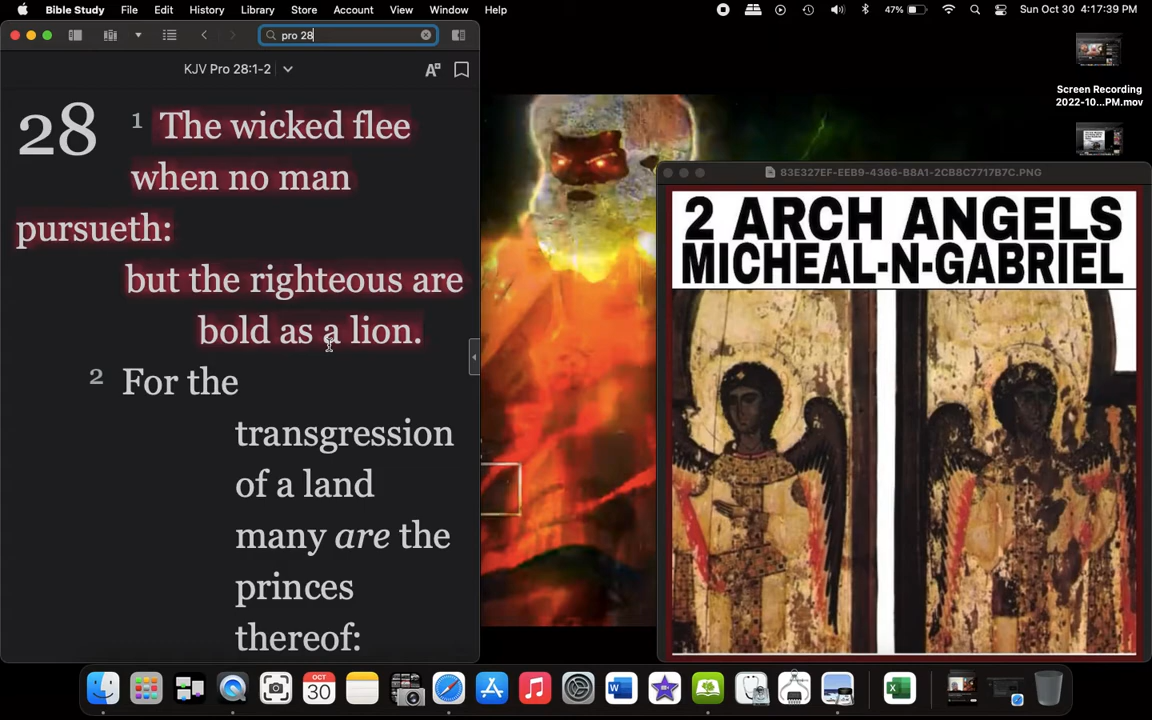 Bible Study File Edit History Library Store Account View Window Help 47% Sun Oct 30 4:17:39 PM
pro 28
KJV Pro 28:1-2
A
28 1 The wicked flee
when no man
pursueth:
but the righteous are
bold as a lion.
2 For the
transgression
of a land
many are the
princes
thereof:
Screen Recording
2022-10...PM.mov
83E327EF-EEB9-4366-B8A1-2CB8C7717B7C.PNG
2 ARCH ANGELS
MICHEAL-N-GABRIEL
OCT
30
W
X